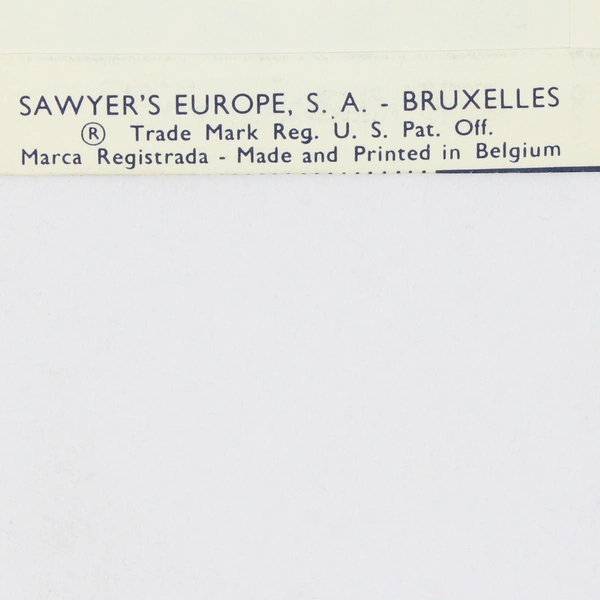 SAWYER'S EUROPE, S. A. - BRUXELLES
® Trade Mark Reg. U. S. Pat. Off.
Marca Registrada - Made and Printed in Belgium